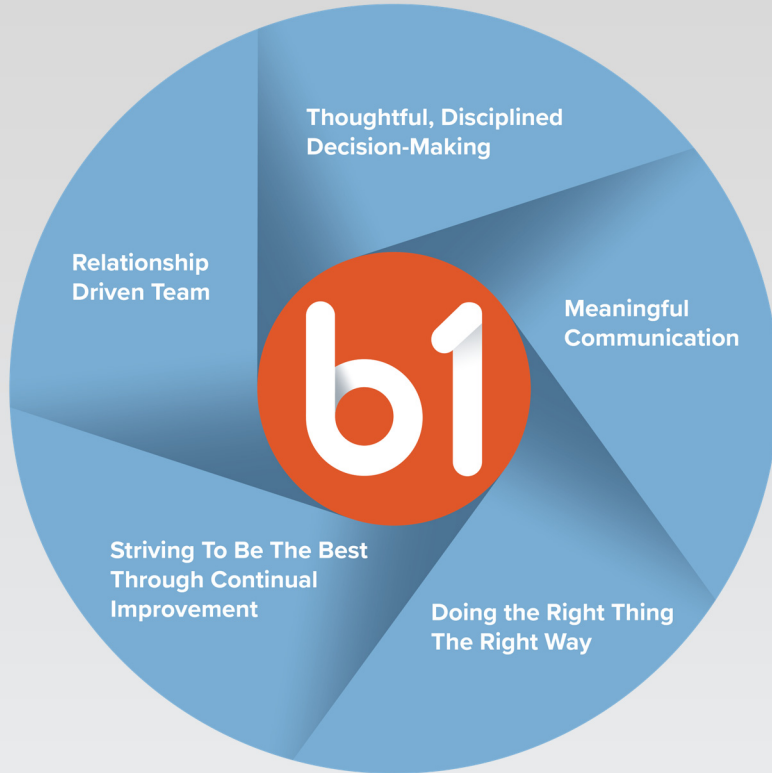 Thoughtful, Disciplined
Decision-Making
Relationship
Driven Team
Meaningful
Communication
b1
Striving To Be The Best
Through Continual
Improvement
Doing the Right Thing
The Right Way